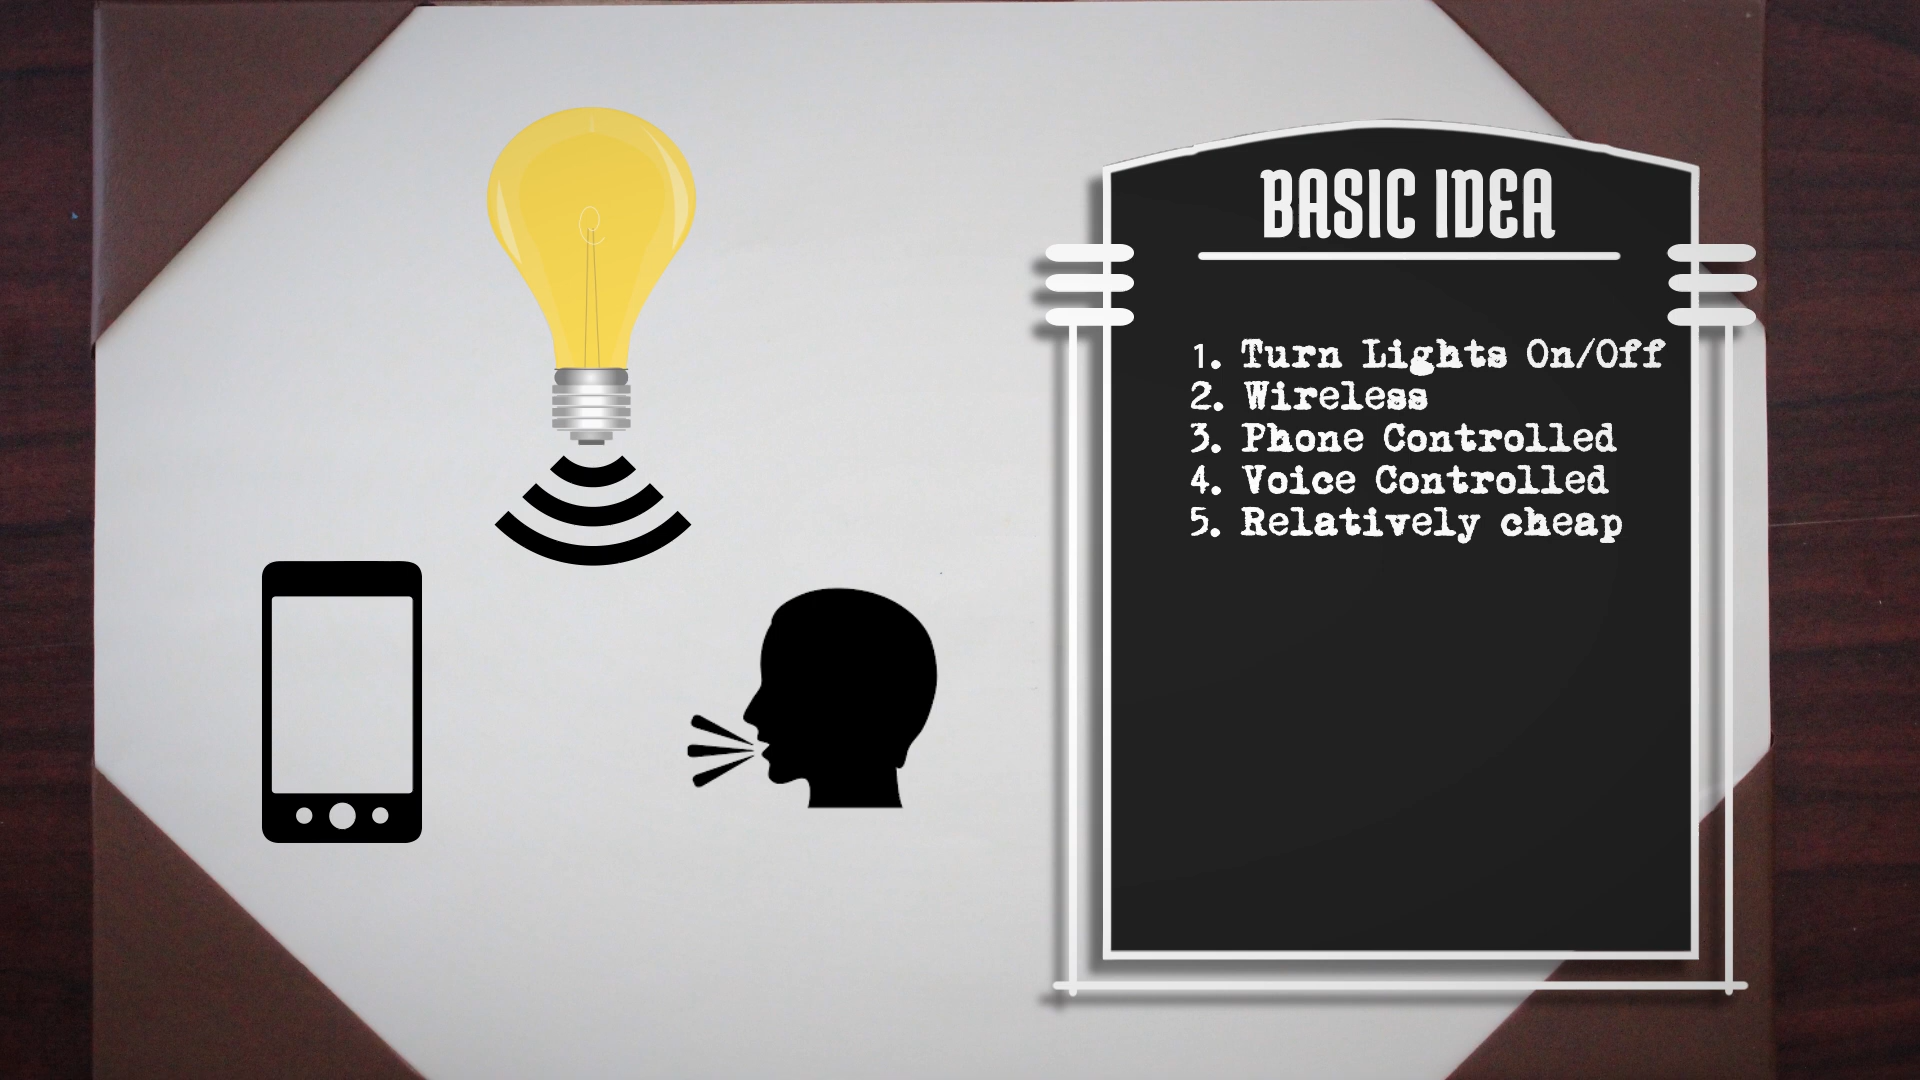 BASIC IDEA
1. Turn Lights On/Off
2. Wireless
3. Phone Controlled
4. Voice Controlled
5. Relatively cheap